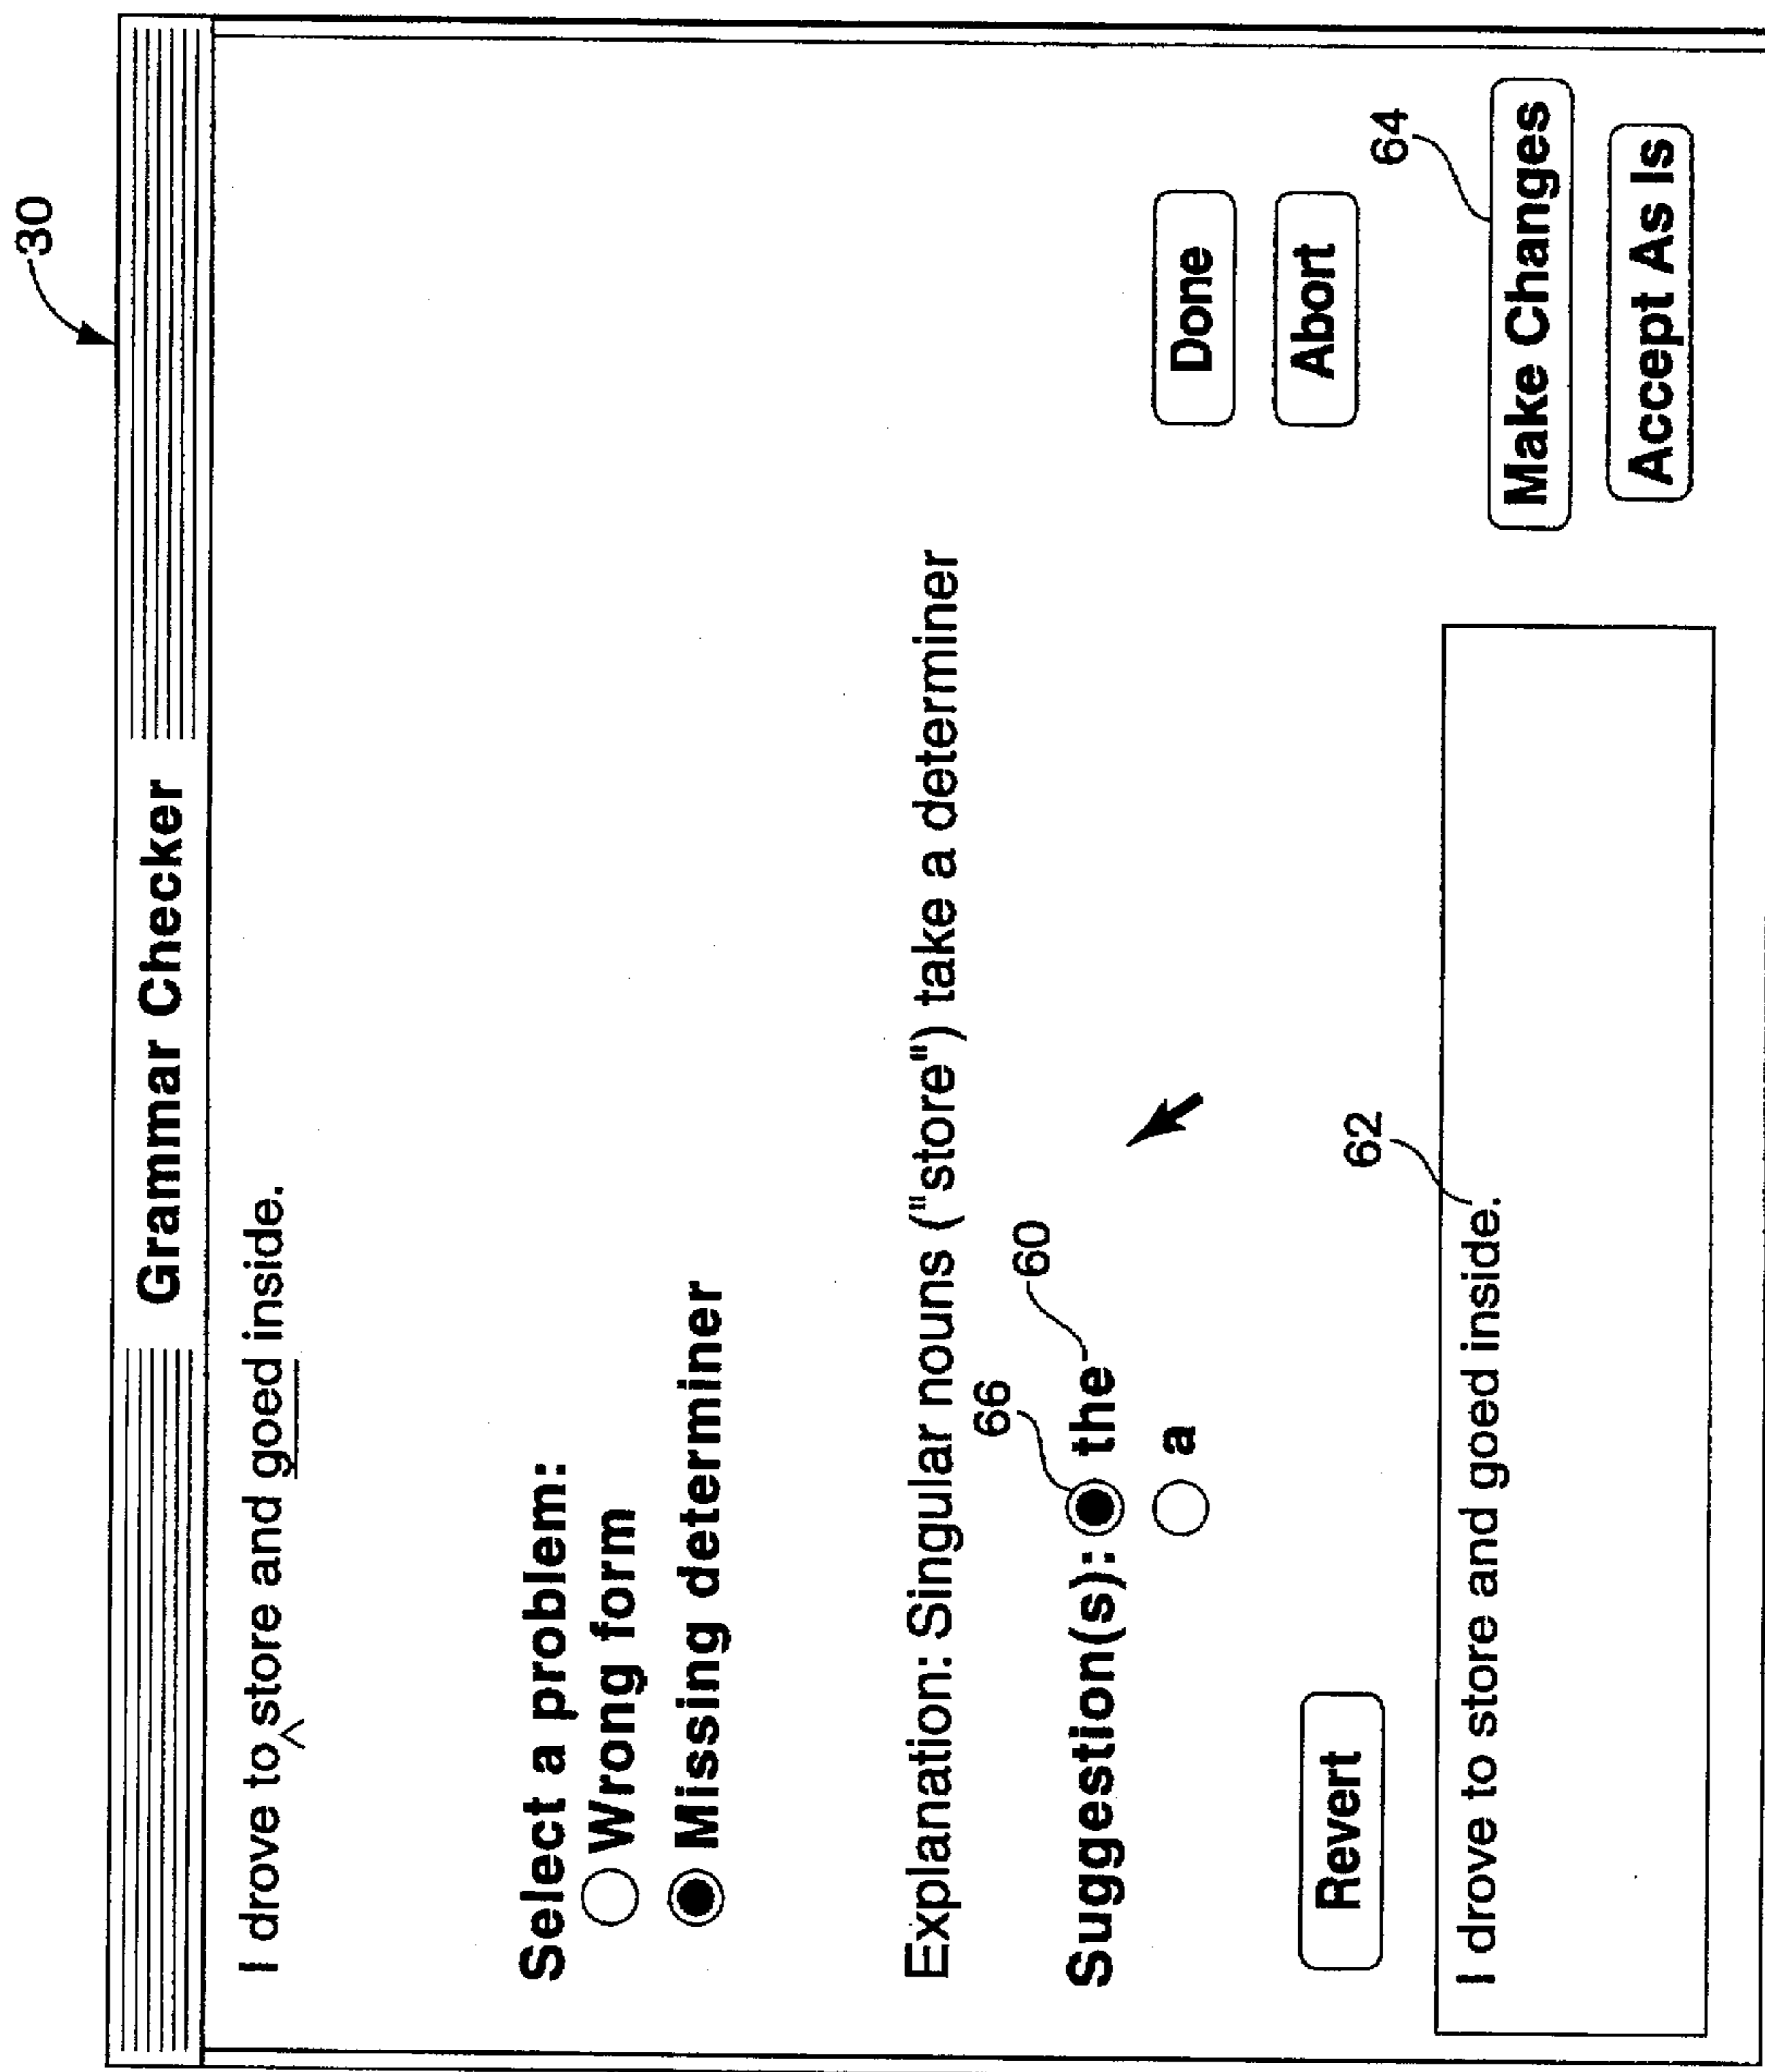 30
Grammar Checker
I drove to^store and goed inside.
Select a problem:
Wrong form
Missing determiner
Explanation: Singular nouns ("store") take a determiner
66
60
Suggestion(s): the
a
Done
Revert
Abort
62
64
I drove to store and goed inside.
Make Changes
Accept As Is